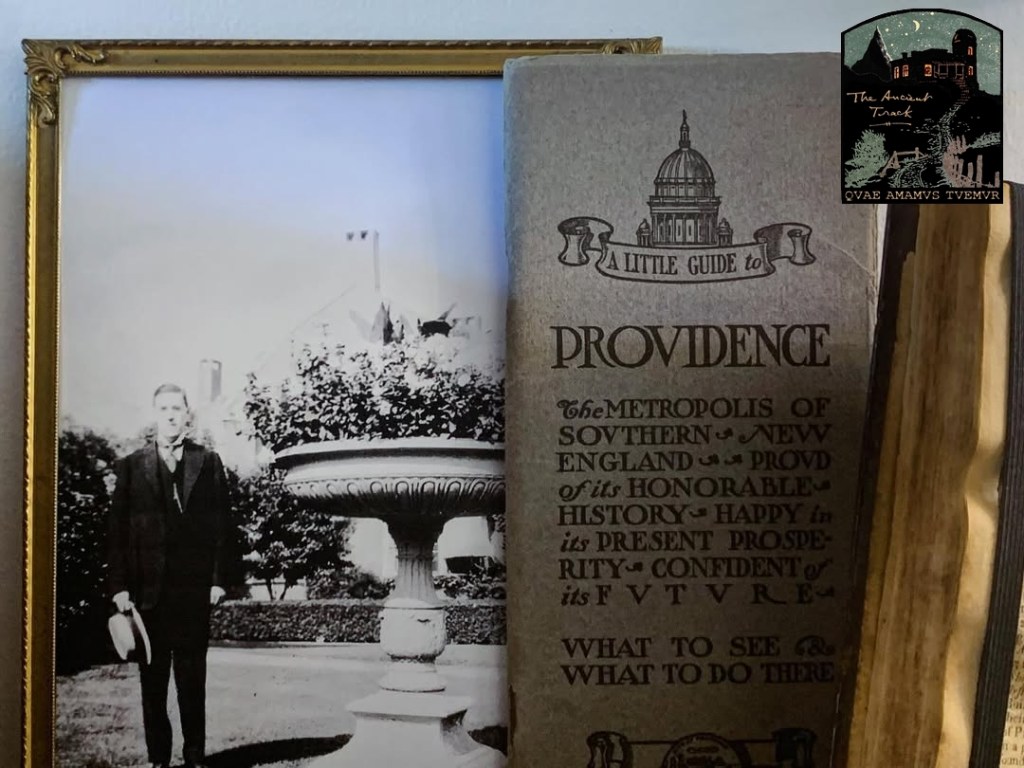 The Ancient
Track
QVAE AMAMVS TVEMVR
A LITTLE GUIDE to
PROVIDENCE
The METROPOLIS OF
SOVTHERN NEW
ENGLAND PROVD
of its HONORABLE
HISTORY HAPPY in
its PRESENT PROSPE-
RITY CONFIDENT of
its FVTVRE
WHAT TO SEE &
WHAT TO DO THERE